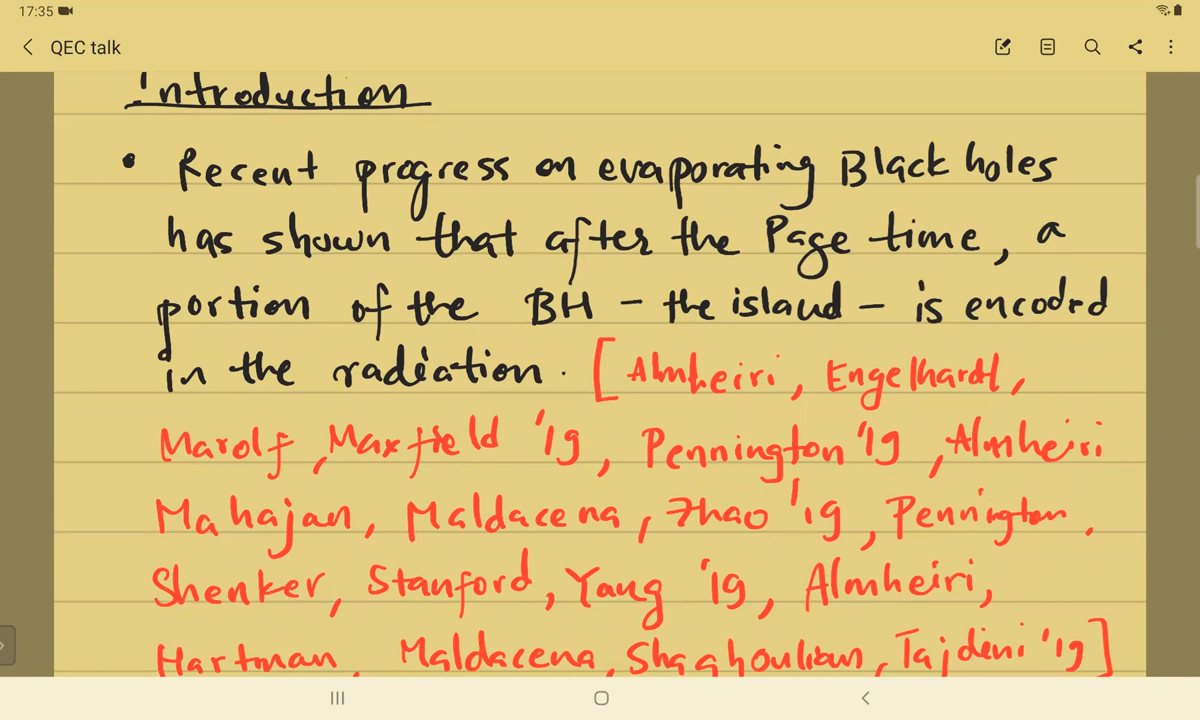 17:35
QEC talk
Introduction
• Recent progress on evaporating Black holes
has shown that after the Page time, a
portion of the BH – the island – is encoded
in the radiation. [Almheiri, Engelhardt,
Marolf, Maxfield '19, Pennington '19, Almheiri
Mahajan, Maldacena, Zhao '19, Pennington,
Shenker, Stanford, Yang '19, Almheiri,
Hartman, Maldacena, Shaghoulian, Tajdini '19]